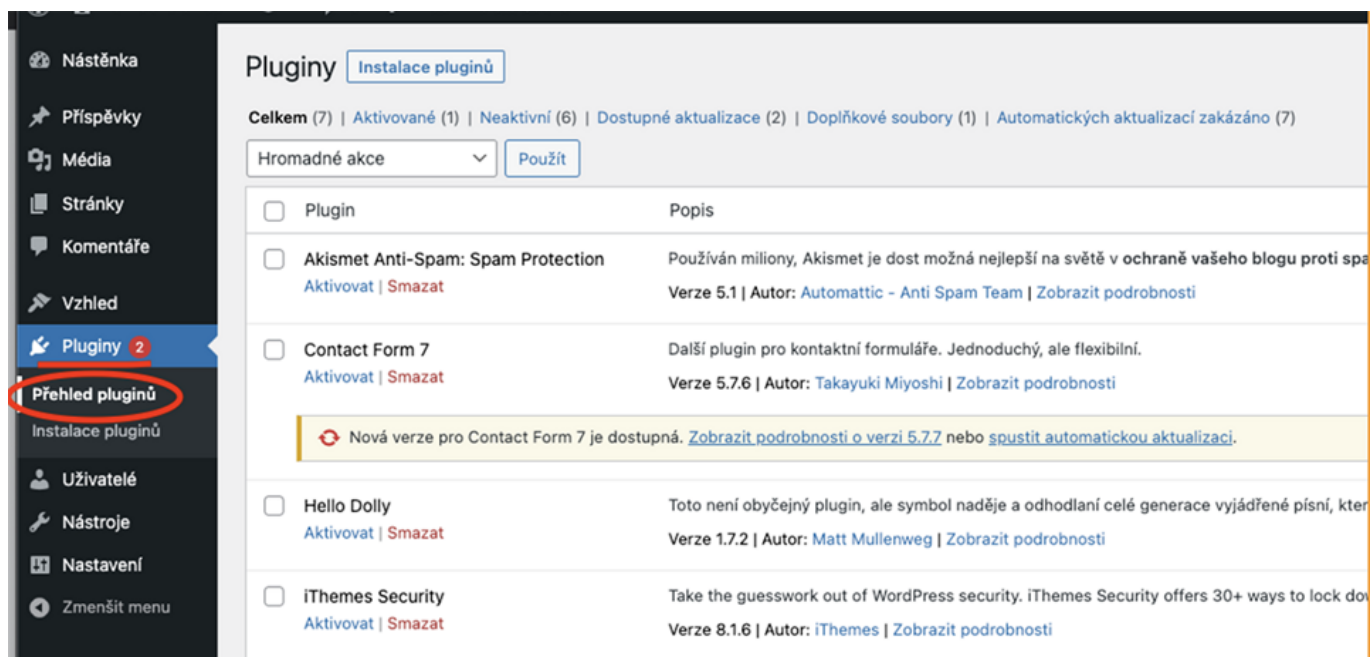 Nástěnka
Příspěvky
Média
Stránky
Komentáře
Vzhled
Pluginy 2
Přehled pluginů
Instalace pluginů
Uživatelé
Nástroje
Nastavení
Zmenšit menu
Pluginy Instalace pluginů
Celkem (7) | Aktivované (1) | Neaktivní (6) | Dostupné aktualizace (2) | Doplňkové soubory (1) | Automatických aktualizací zakázáno (7)
Hromadné akce Použít
Plugin Popis
Akismet Anti-Spam: Spam Protection Používán miliony, Akismet je dost možná nejlepší na světě v ochraně vašeho blogu proti spa
Aktivovat | Smazat Verze 5.1 | Autor: Automattic - Anti Spam Team | Zobrazit podrobnosti
Contact Form 7 Další plugin pro kontaktní formuláře. Jednoduchý, ale flexibilní.
Aktivovat | Smazat Verze 5.7.6 | Autor: Takayuki Miyoshi | Zobrazit podrobnosti
Nová verze pro Contact Form 7 je dostupná. Zobrazit podrobnosti o verzi 5.7.7 nebo spustit automatickou aktualizaci.
Hello Dolly Toto není obyčejný plugin, ale symbol naděje a odhodlaní celé generace vyjádřené písní, kter
Aktivovat | Smazat Verze 1.7.2 | Autor: Matt Mullenweg | Zobrazit podrobnosti
iThemes Security Take the guesswork out of WordPress security. iThemes Security offers 30+ ways to lock dow
Aktivovat | Smazat Verze 8.1.6 | Autor: iThemes | Zobrazit podrobnosti